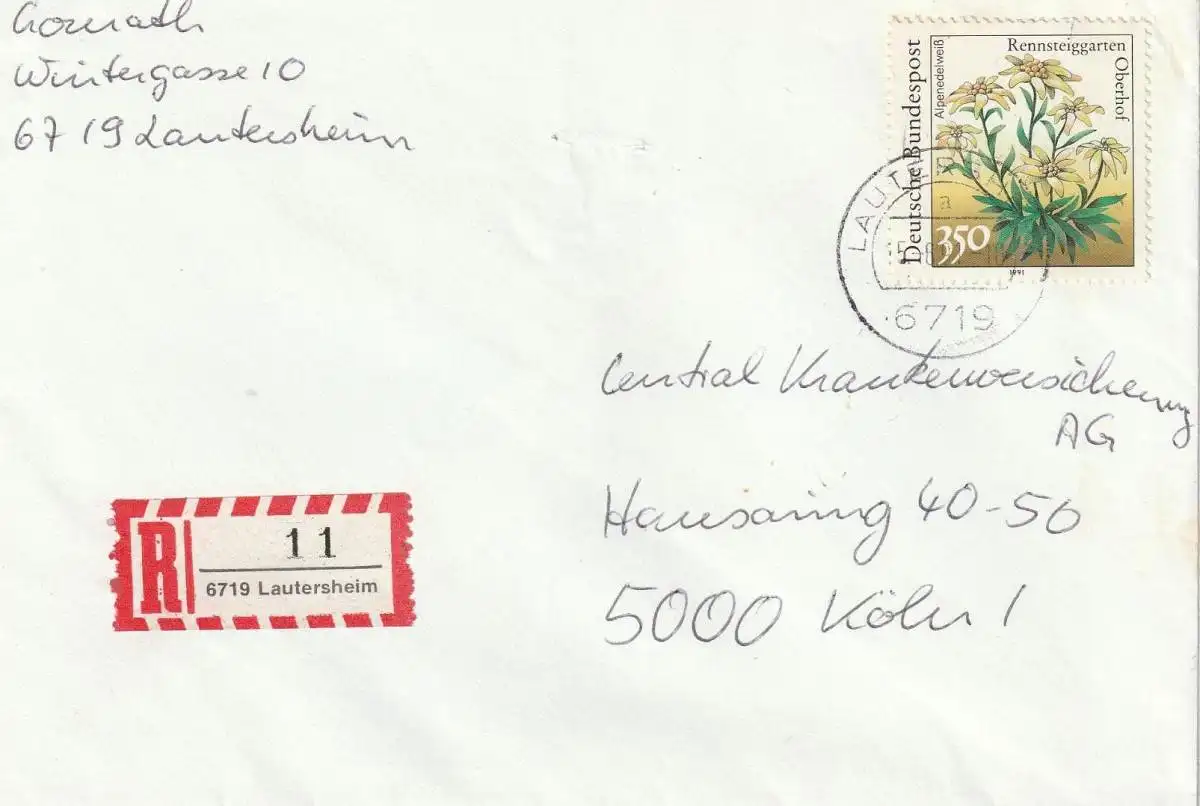 Wintergasse 10
6719 Lautersheim
Deutsche Bundespost
Alpenedelweiß
Rennsteiggarten
Oberhof
350
1991
a
6719
Central Krankenversicherung
AG
Hansaring 40-50
5000 Köln 1
R
11
6719 Lautersheim